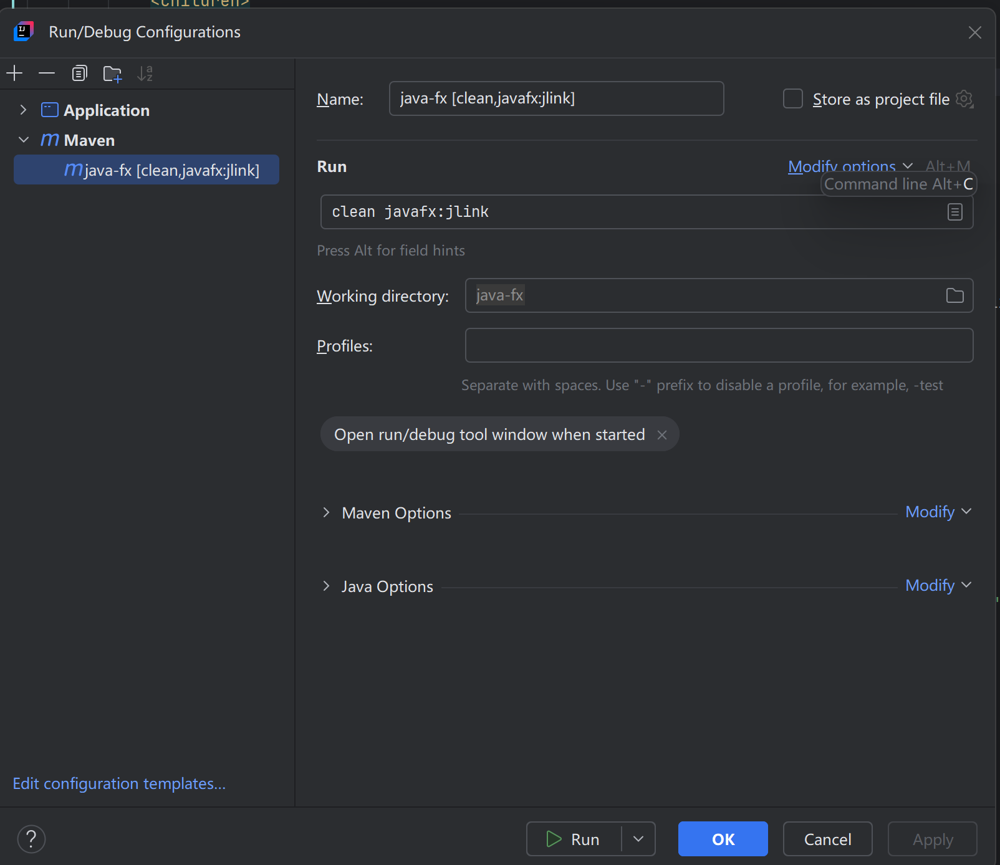 <children>
Run/Debug Configurations
Application
Maven
java-fx [clean,javafx:jlink]
Name:
java-fx [clean,javafx:jlink]
Store as project file
Run
Modify options
Alt+M
Command line Alt+C
clean javafx:jlink
Press Alt for field hints
Working directory:
java-fx
Profiles:
Separate with spaces. Use "-" prefix to disable a profile, for example, -test
Open run/debug tool window when started
Maven Options
Modify
Java Options
Modify
Edit configuration templates...
?
Run
OK
Cancel
Apply